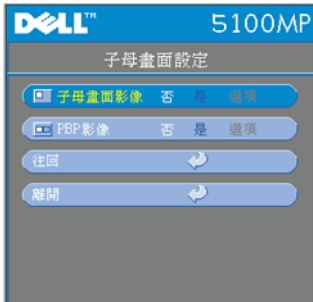 DELL™ 5100MP
子母畫面設定
子母畫面影像 否 是 選項
PBP影像 否 是 選項
往回
離開